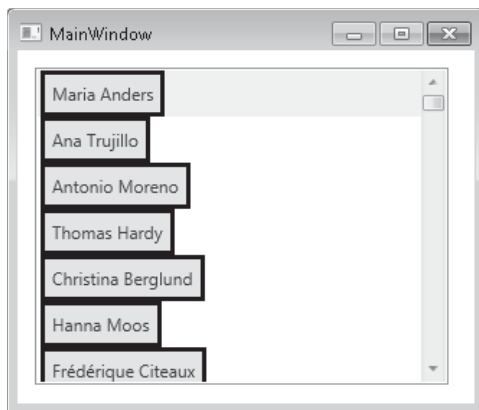 MainWindow
Maria Anders
Ana Trujillo
Antonio Moreno
Thomas Hardy
Christina Berglund
Hanna Moos
Frédérique Citeaux